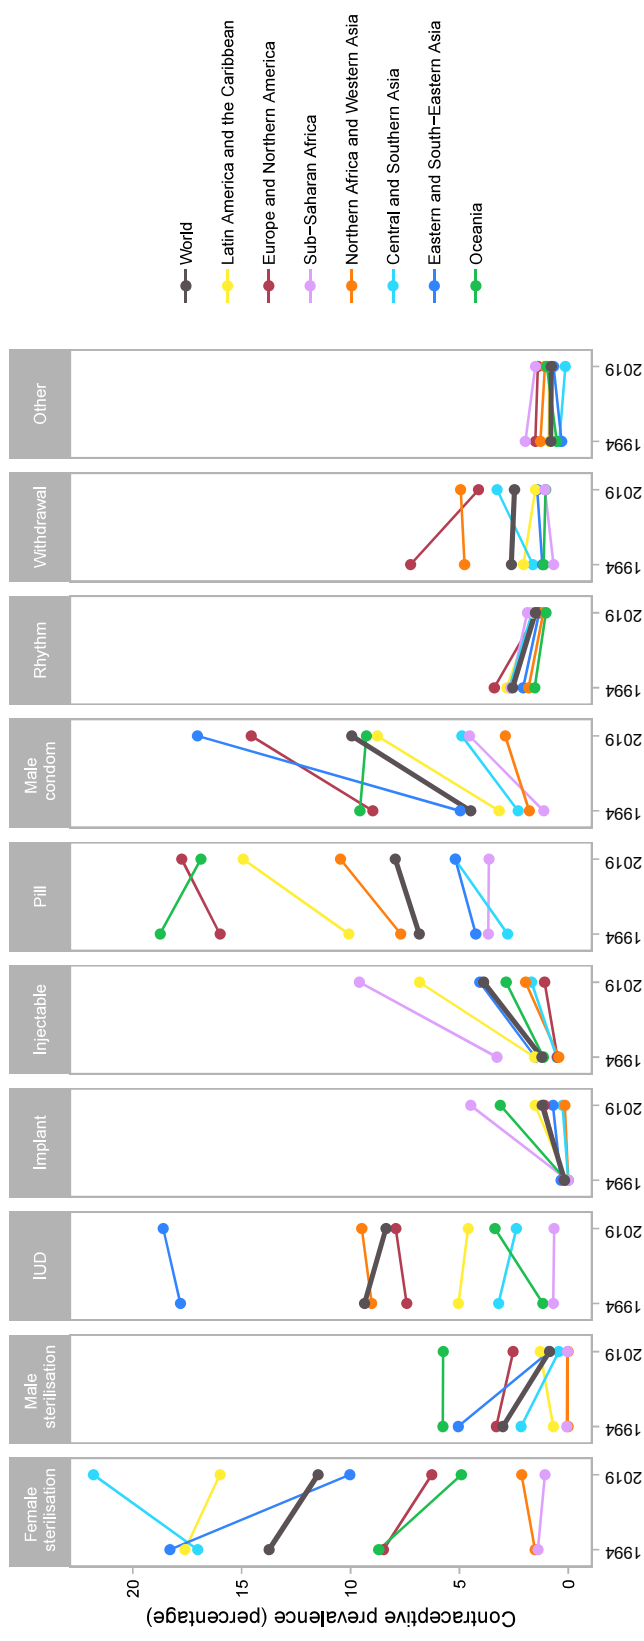 Contraceptive prevalence (percentage)
20
15
10
5
0
Female
sterilisation
Male
sterilisation
IUD
Implant
Injectable
Pill
Male
condom
Rhythm
Withdrawal
Other
1994
2019
1994
2019
1994
2019
1994
2019
1994
2019
1994
2019
1994
2019
1994
2019
1994
2019
1994
2019
World
Latin America and the Caribbean
Europe and Northern America
Sub−Saharan Africa
Northern Africa and Western Asia
Central and Southern Asia
Eastern and South−Eastern Asia
Oceania